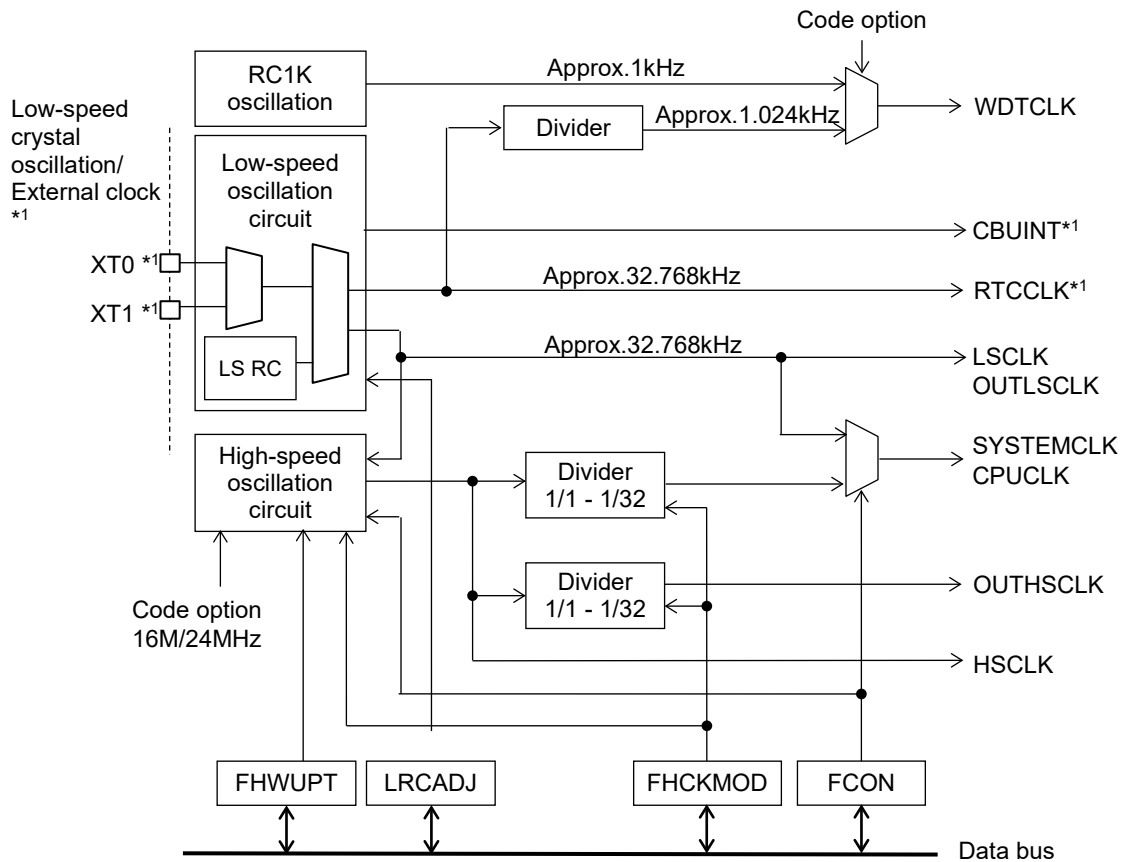 Code option
RC1K
oscillation
Approx.1kHz
Low-speed
crystal
oscillation/
External clock
*1
Divider
Approx.1.024kHz
WDTCLK
Low-speed
oscillation
circuit
CBUINT*1
XT0 *1
Approx.32.768kHz
RTCCLK*1
XT1 *1
LS RC
Approx.32.768kHz
LSCLK
OUTLSCLK
High-speed
oscillation
circuit
Divider
1/1 - 1/32
SYSTEMCLK
CPUCLK
Divider
1/1 - 1/32
OUTHSCLK
Code option
16M/24MHz
HSCLK
FHWUPT
LRCADJ
FHCKMOD
FCON
Data bus